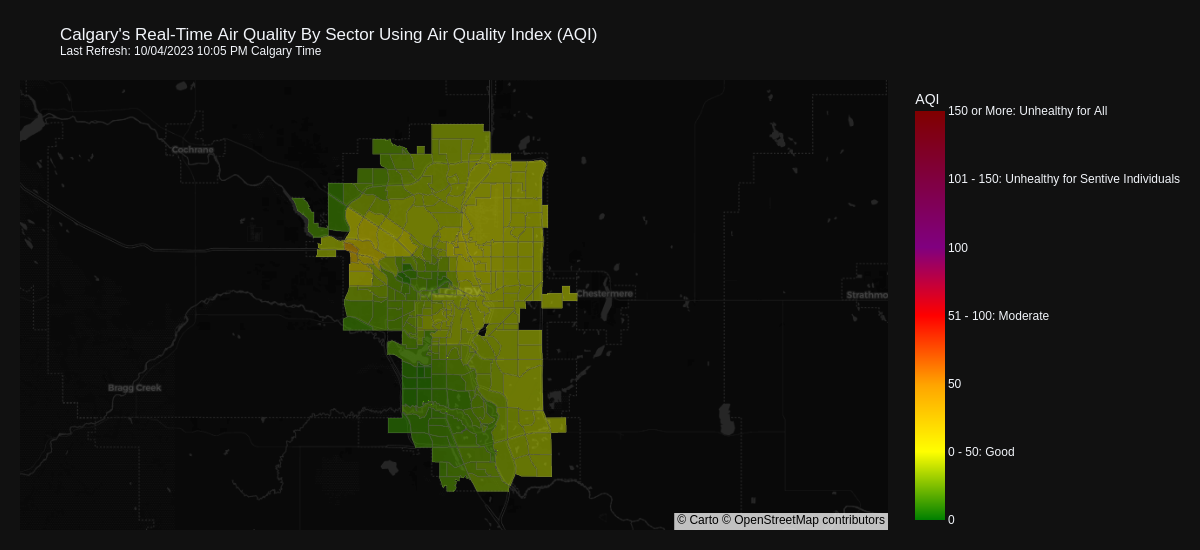 Calgary's Real-Time Air Quality By Sector Using Air Quality Index (AQI)
Last Refresh: 10/04/2023 10:05 PM Calgary Time
AQI
150 or More: Unhealthy for All
Cochrane
101 - 150: Unhealthy for Sentive Individuals
100
CALGARY
Chestermere
Strathmo
51 - 100: Moderate
50
Bragg Creek
0 - 50: Good
0
© Carto © OpenStreetMap contributors